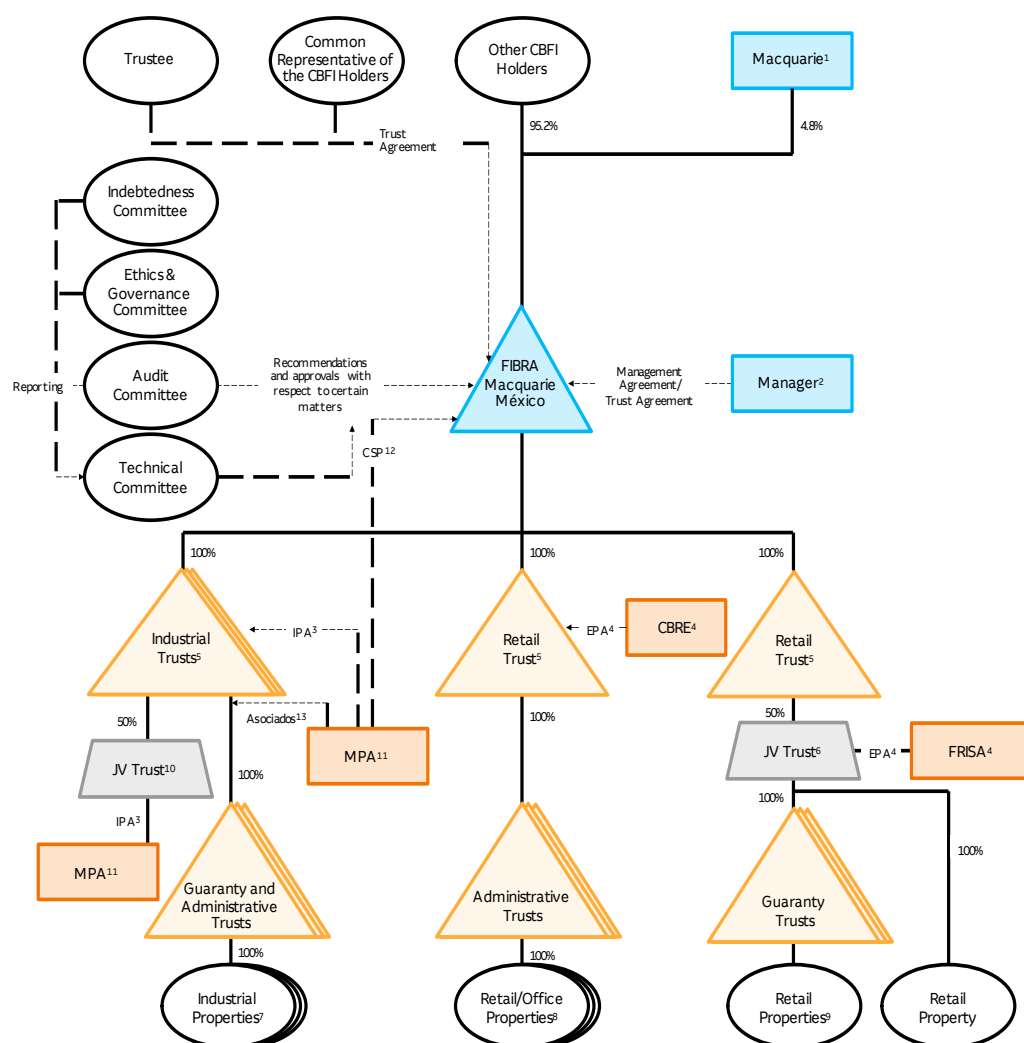 Trustee
Common
Representative of
the CBFI Holders
Other CBFI
Holders
Macquarie¹
95.2%
4.8%
Trust
Agreement
Indebtedness
Committee
Ethics &
Governance
Committee
Reporting
Audit
Committee
Recommendations
and approvals with
respect to certain
matters
FIBRA
Macquarie
México
Management
Agreement/
Trust Agreement
Manager²
Technical
Committee
CSP¹²
100%
100%
100%
Industrial
Trusts⁵
IPA³
Retail
Trust⁵
EPA⁴
CBRE⁴
Retail
Trust⁵
50%
Asociados¹³
100%
50%
JV Trust¹⁰
MPA¹¹
JV Trust⁶
EPA⁴
FRISA⁴
100%
100%
IPA³
100%
MPA¹¹
Guaranty and
Administrative
Trusts
Administrative
Trusts
Guaranty
Trusts
100%
100%
Industrial
Properties⁷
Retail/Office
Properties⁸
Retail
Properties⁹
Retail
Property